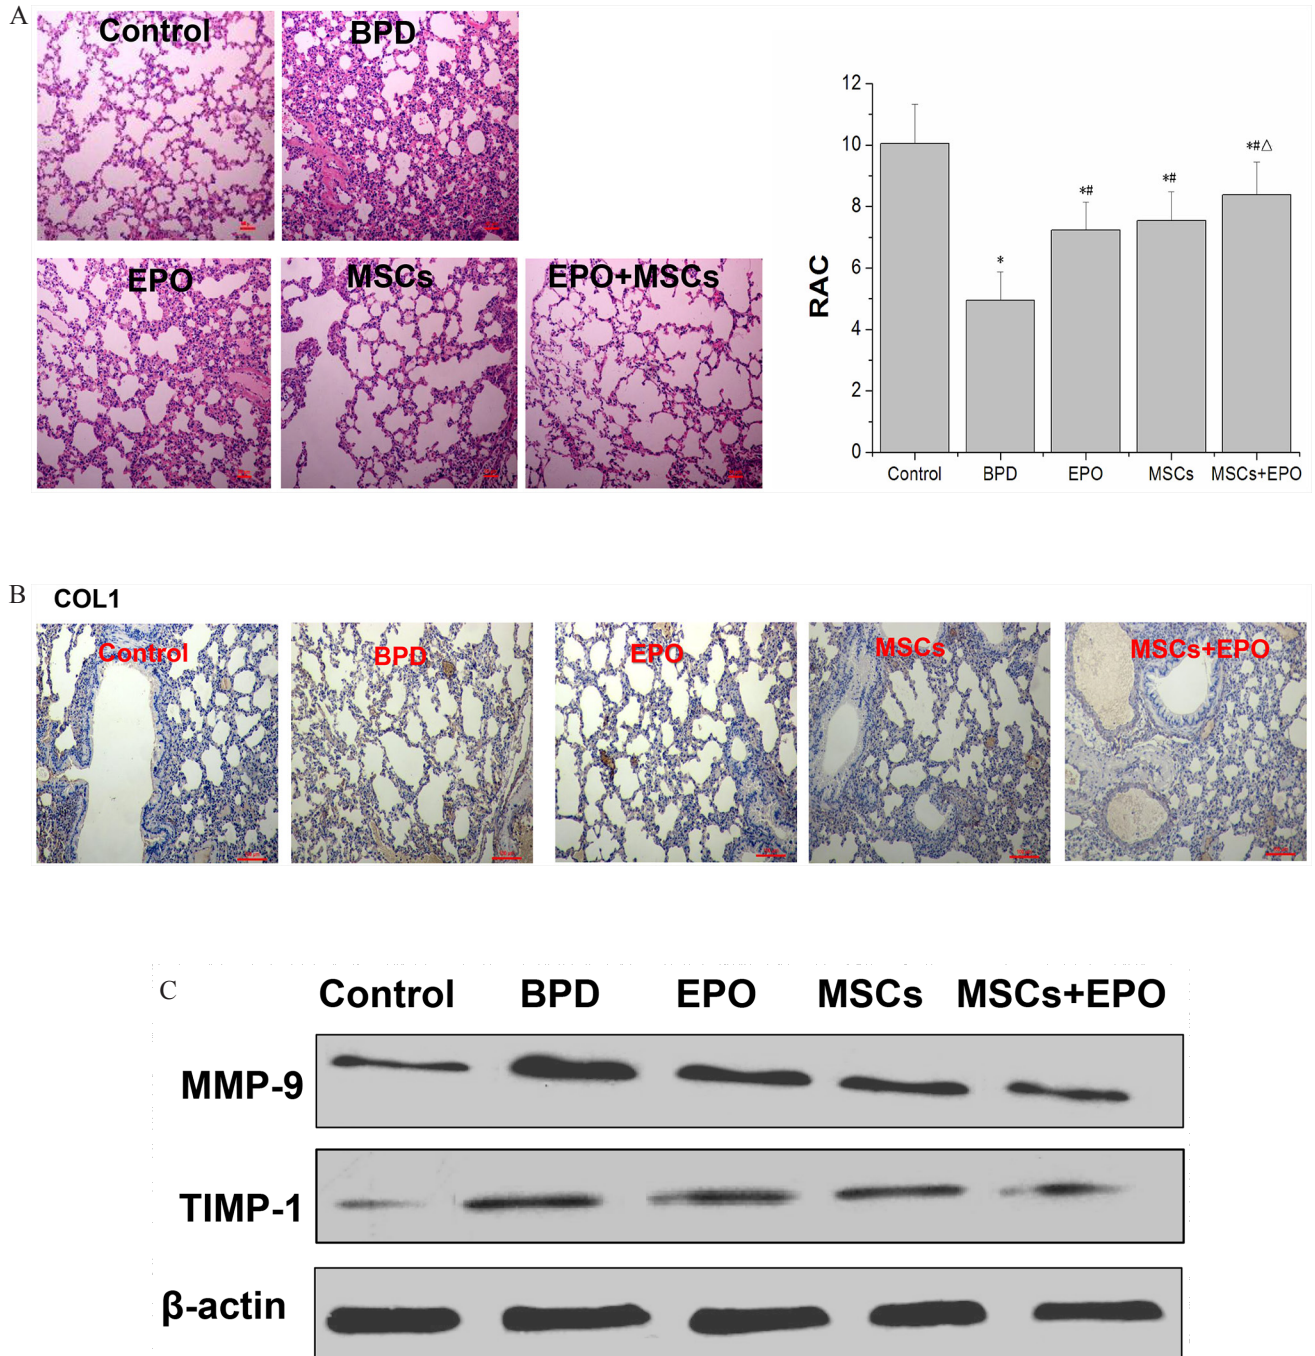 A
Control
BPD
EPO
MSCs
EPO+MSCs
12
10
8
6
4
2
0
RAC
*
*#
*#
*#△
Control
BPD
EPO
MSCs
MSCs+EPO
B
COL1
Control
BPD
EPO
MSCs
MSCs+EPO
C
Control BPD EPO MSCs MSCs+EPO
MMP-9
TIMP-1
β-actin